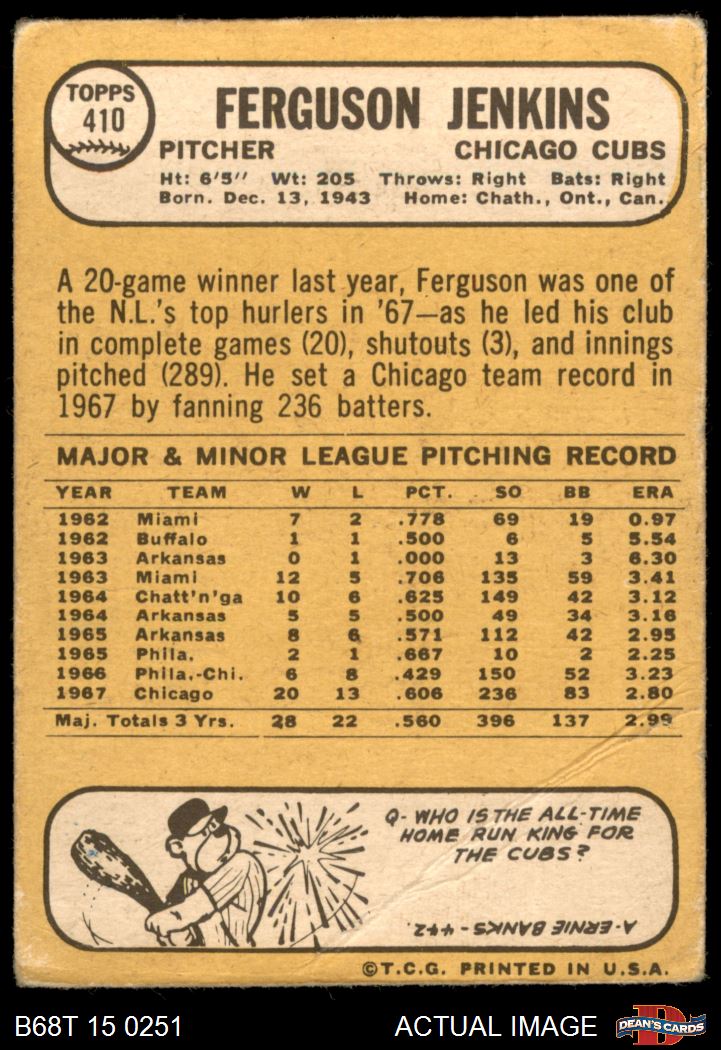 TOPPS
410
FERGUSON JENKINS
PITCHER CHICAGO CUBS
Ht: 6'5" Wt: 205 Throws: Right Bats: Right
Born. Dec. 13, 1943 Home: Chath., Ont., Can.
A 20-game winner last year, Ferguson was one of
the N.L.'s top hurlers in '67—as he led his club
in complete games (20), shutouts (3), and innings
pitched (289). He set a Chicago team record in
1967 by fanning 236 batters.
MAJOR & MINOR LEAGUE PITCHING RECORD
YEAR TEAM W L PCT. SO BB ERA
1962 Miami 7 2 .778 69 19 0.97
1962 Buffalo 1 1 .500 6 5 5.54
1963 Arkansas 0 1 .000 13 3 6.30
1963 Miami 12 5 .706 135 59 3.41
1964 Chatt'n'ga 10 6 .625 149 42 3.12
1964 Arkansas 5 5 .500 49 34 3.16
1965 Arkansas 8 6 .571 112 42 2.95
1965 Phila. 2 1 .667 10 2 2.25
1966 Phila.-Chi. 6 8 .429 150 52 3.23
1967 Chicago 20 13 .606 236 83 2.80
Maj. Totals 3 Yrs. 28 22 .560 396 137 2.99
Q- WHO IS THE ALL-TIME
HOME RUN KING FOR
THE CUBS?
A-ERNIE BANKS - 442.
©T.C.G. PRINTED IN U.S.A.
B68T 15 0251 ACTUAL IMAGE
D
DEAN'S CARDS